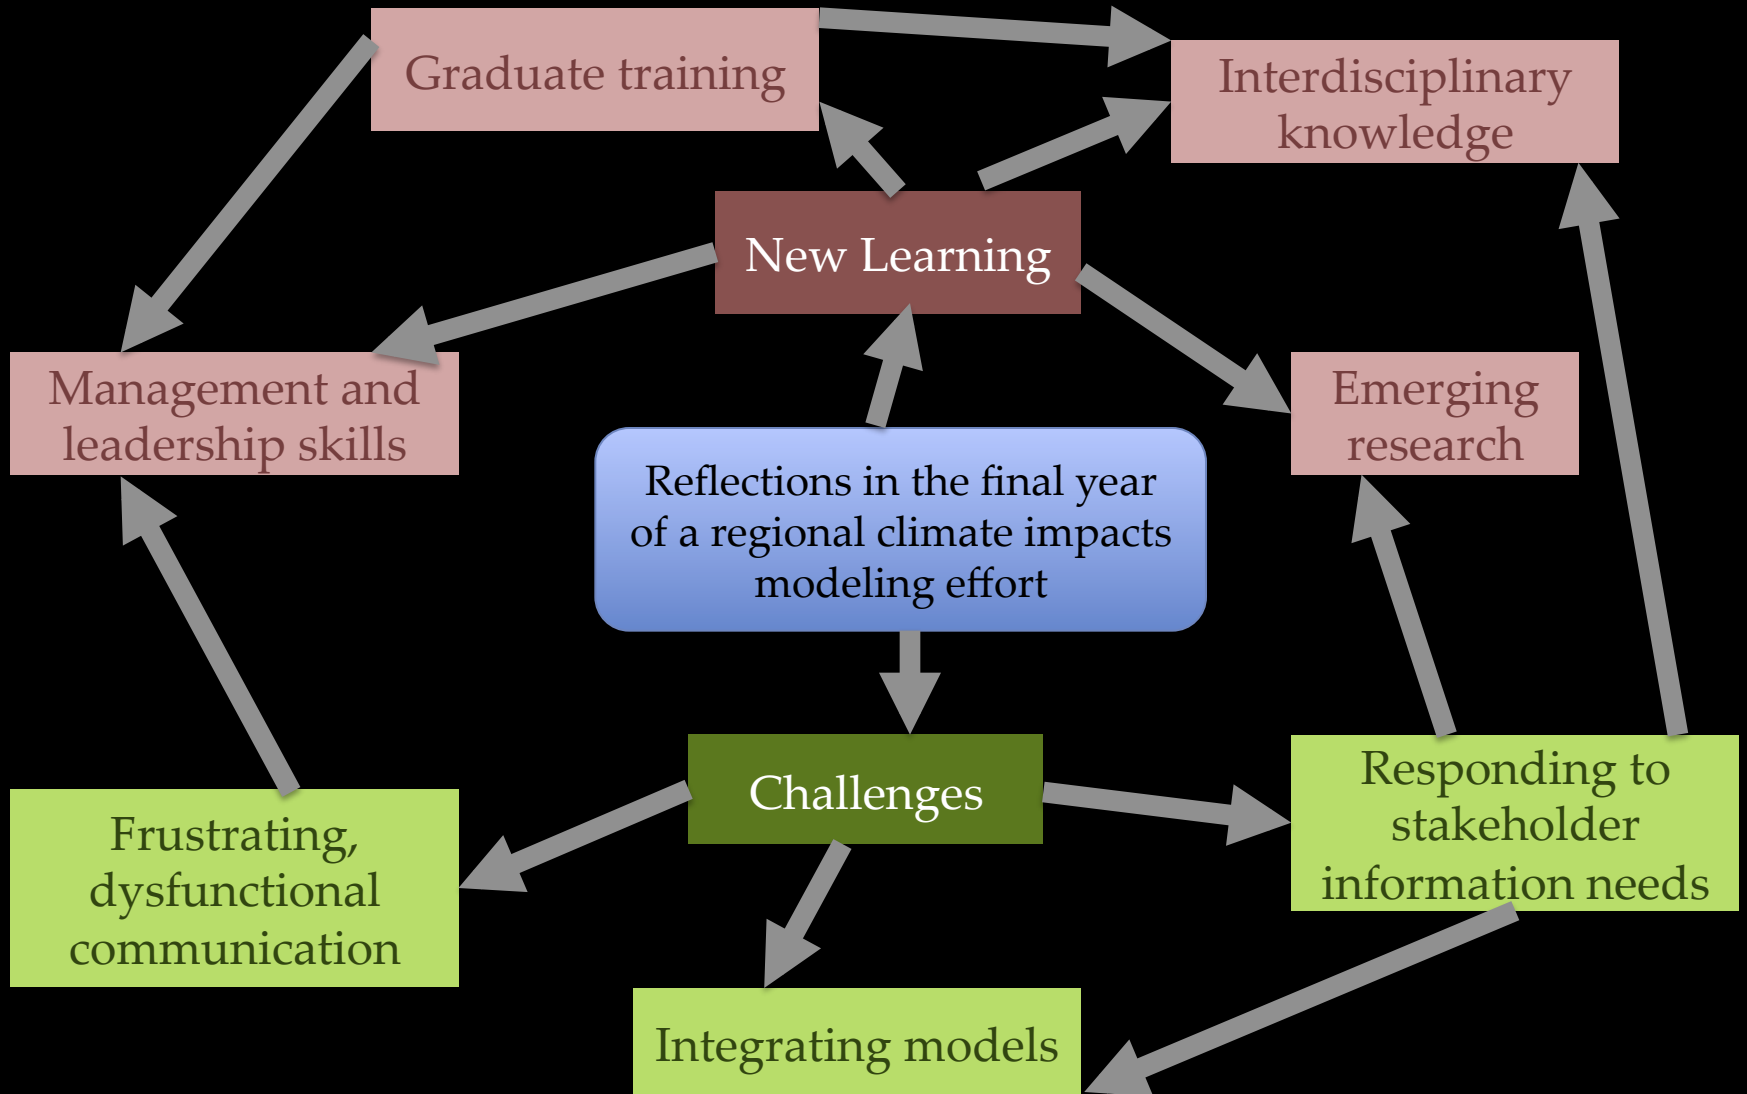 Graduate training
Interdisciplinary
knowledge
New Learning
Management and
leadership skills
Emerging
research
Reflections in the final year
of a regional climate impacts
modeling effort
Challenges
Responding to
stakeholder
information needs
Frustrating,
dysfunctional
communication
Integrating models